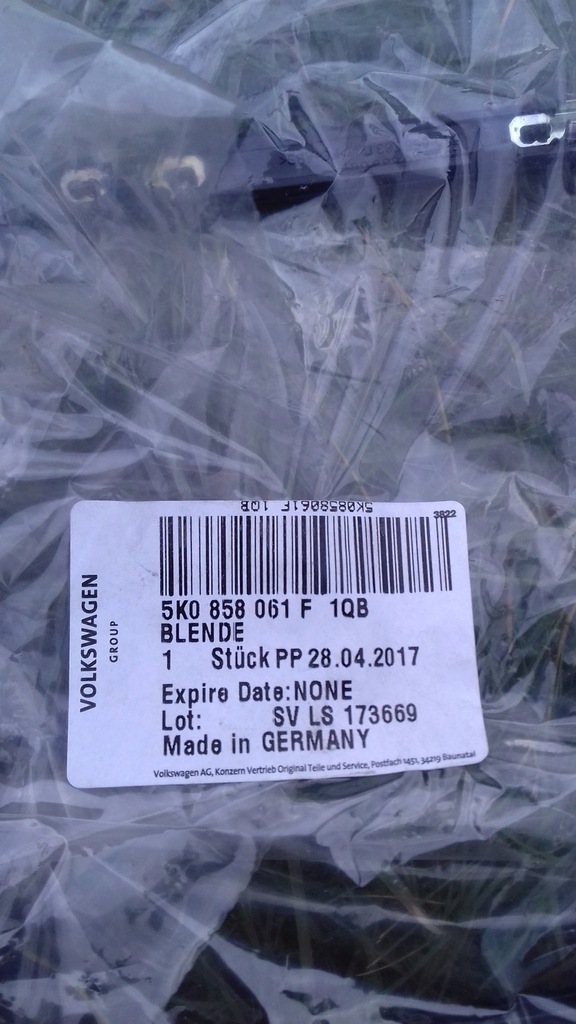 5K0858061F 1QB
3822
VOLKSWAGEN
GROUP
5K0 858 061 F 1QB
BLENDE
1 Stück PP 28.04.2017
Expire Date:NONE
Lot: SV LS 173669
Made in GERMANY
Volkswagen AG, Konzern Vertrieb Original Teile und Service, Postfach 1451, 34219 Baunatal